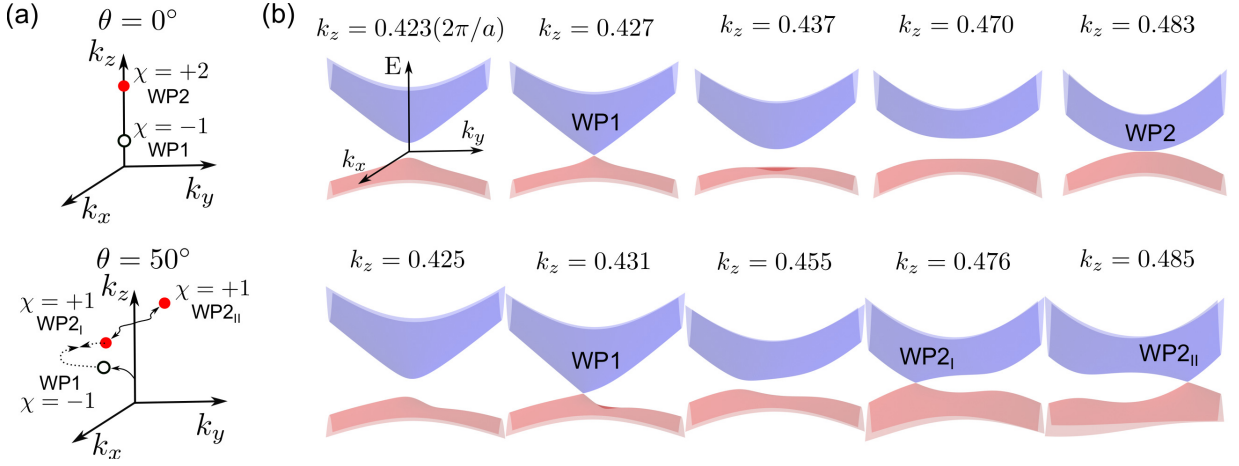 (a)
θ = 0°
k_z
χ = +2
WP2
χ = −1
WP1
k_y
k_x
θ = 50°
k_z
χ = +1
WP2_II
χ = +1
WP2_I
WP1
χ = −1
k_y
k_x
(b)
k_z = 0.423(2π/a) k_z = 0.427 k_z = 0.437 k_z = 0.470 k_z = 0.483
E
WP1
WP2
k_y
k_x
k_z = 0.425 k_z = 0.431 k_z = 0.455 k_z = 0.476 k_z = 0.485
WP1 WP2_I WP2_II